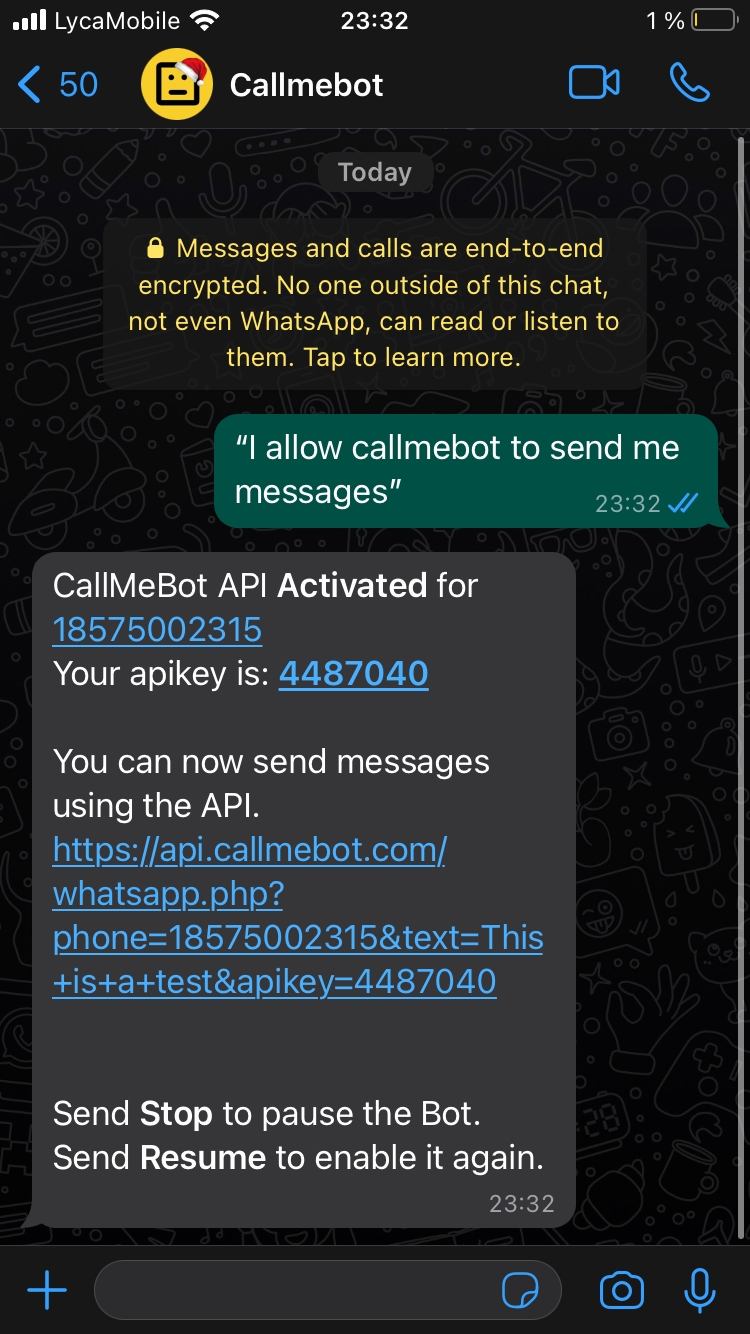 LycaMobile 23:32 1 %
50 Callmebot
Today
Messages and calls are end-to-end
encrypted. No one outside of this chat,
not even WhatsApp, can read or listen to
them. Tap to learn more.
“I allow callmebot to send me
messages”
23:32
CallMeBot API Activated for
18575002315
Your apikey is: 4487040
You can now send messages
using the API.
https://api.callmebot.com/
whatsapp.php?
phone=18575002315&text=This
+is+a+test&apikey=4487040
Send Stop to pause the Bot.
Send Resume to enable it again.
23:32